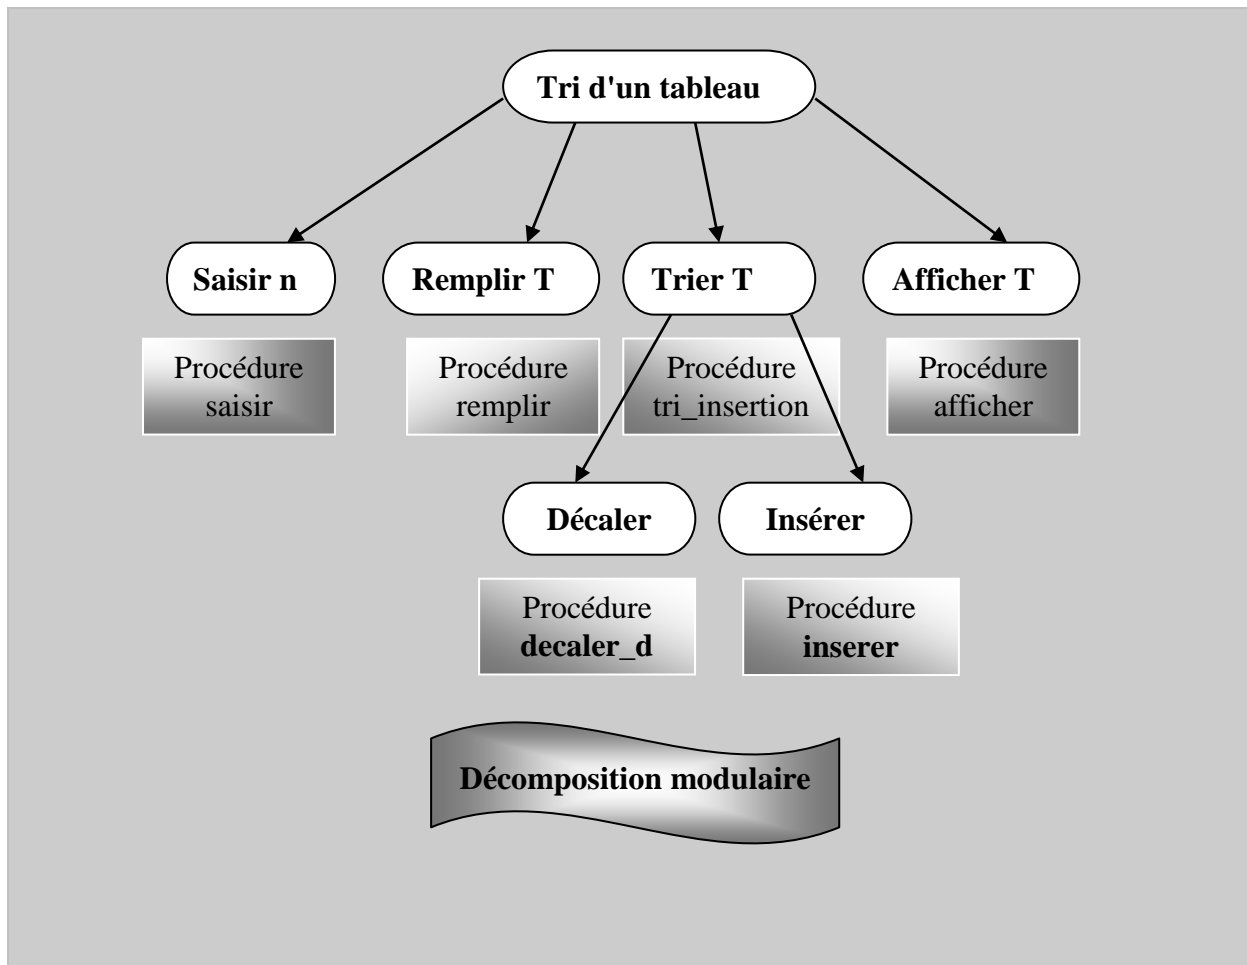 Tri d'un tableau
Saisir n
Remplir T
Trier T
Afficher T
Procédure
saisir
Procédure
remplir
Procédure
tri_insertion
Procédure
afficher
Décaler
Insérer
Procédure
decaler_d
Procédure
inserer
Décomposition modulaire